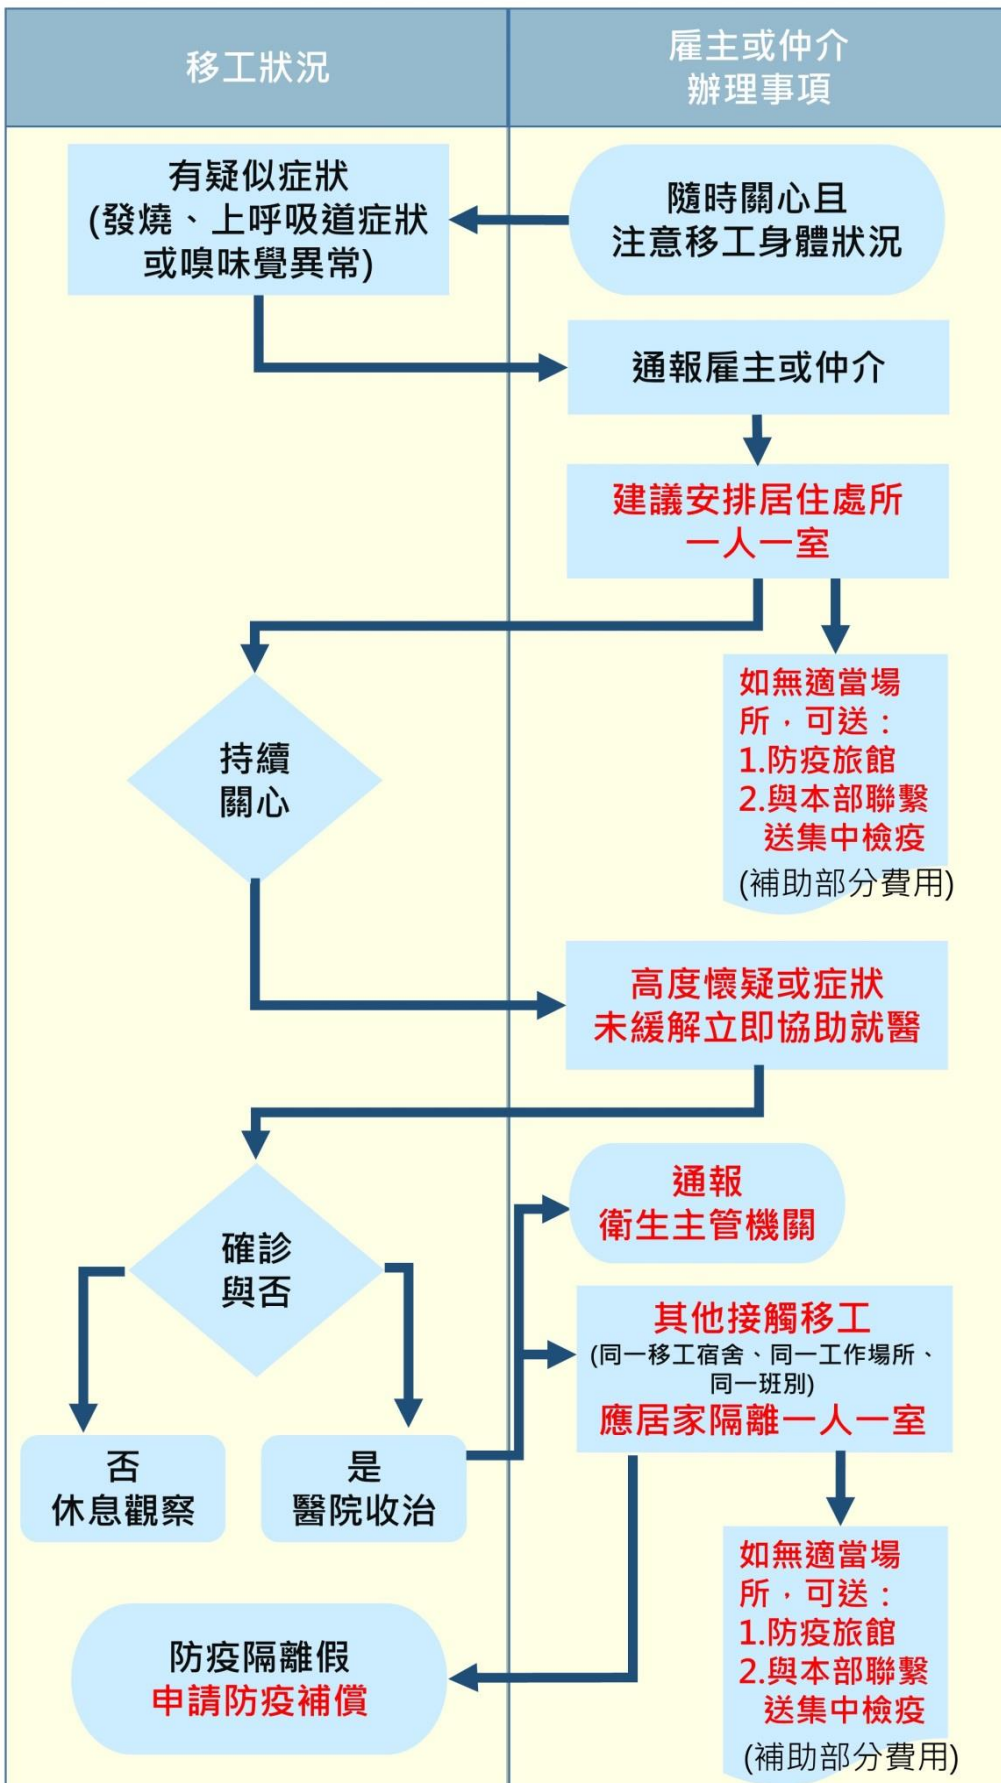 移工狀況
雇主或仲介
辦理事項
隨時關心且
注意移工身體狀況
有疑似症狀
(發燒、上呼吸道症狀
或嗅味覺異常)
通報雇主或仲介
建議安排居住處所
一人一室
如無適當場
所，可送：
1.防疫旅館
2.與本部聯繫
送集中檢疫
(補助部分費用)
持續
關心
高度懷疑或症狀
未緩解立即協助就醫
確診
與否
否
休息觀察
是
醫院收治
通報
衛生主管機關
其他接觸移工
(同一移工宿舍、同一工作場所、
同一班別)
應居家隔離一人一室
如無適當場
所，可送：
1.防疫旅館
2.與本部聯繫
送集中檢疫
(補助部分費用)
防疫隔離假
申請防疫補償